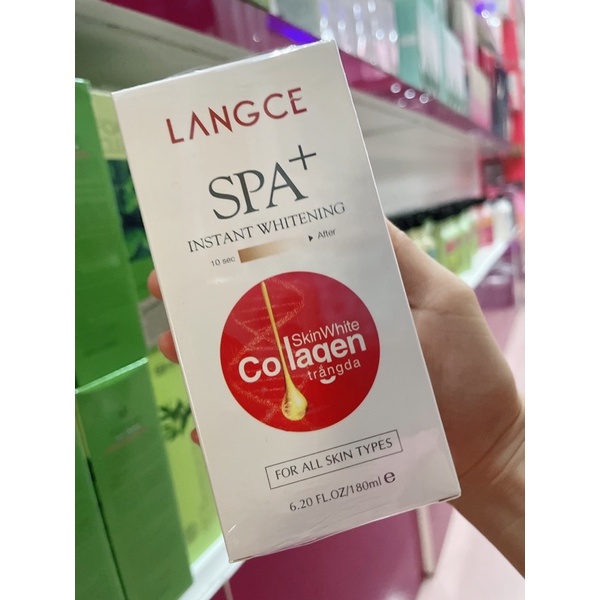 LANGCE
SPA+
INSTANT WHITENING
10 sec
After
SkinWhite
Collagen
trắngda
FOR ALL SKIN TYPES
6.20 FL.OZ/180ml e